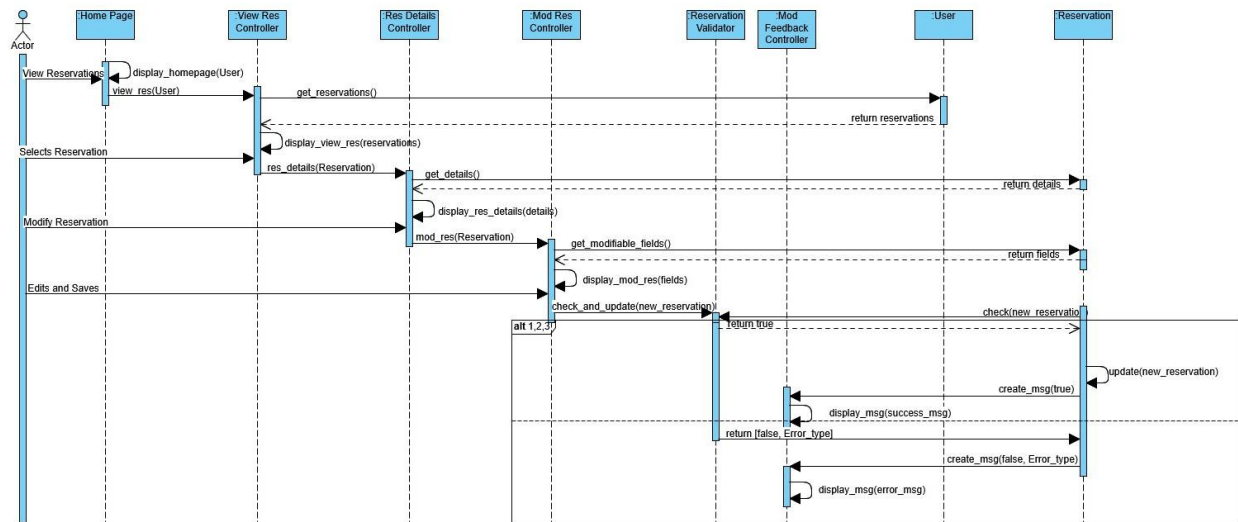 :Home Page
:View Res
Controller
:Res Details
Controller
:Mod Res
Controller
:Reservation
Validator
:Mod
Feedback
Controller
:User
:Reservation
Actor
View Reservations
display_homepage(User)
view_res(User)
get_reservations()
return reservations
display_view_res(reservations)
Selects Reservation
res_details(Reservation)
get_details()
return details
display_res_details(details)
Modify Reservation
mod_res(Reservation)
get_modifiable_fields()
return fields
display_mod_res(fields)
Edits and Saves
check_and_update(new_reservation)
check(new_reservation)
alt 1,2,3
return true
update(new_reservation)
create_msg(true)
display_msg(success_msg)
return [false, Error_type]
create_msg(false, Error_type)
display_msg(error_msg)